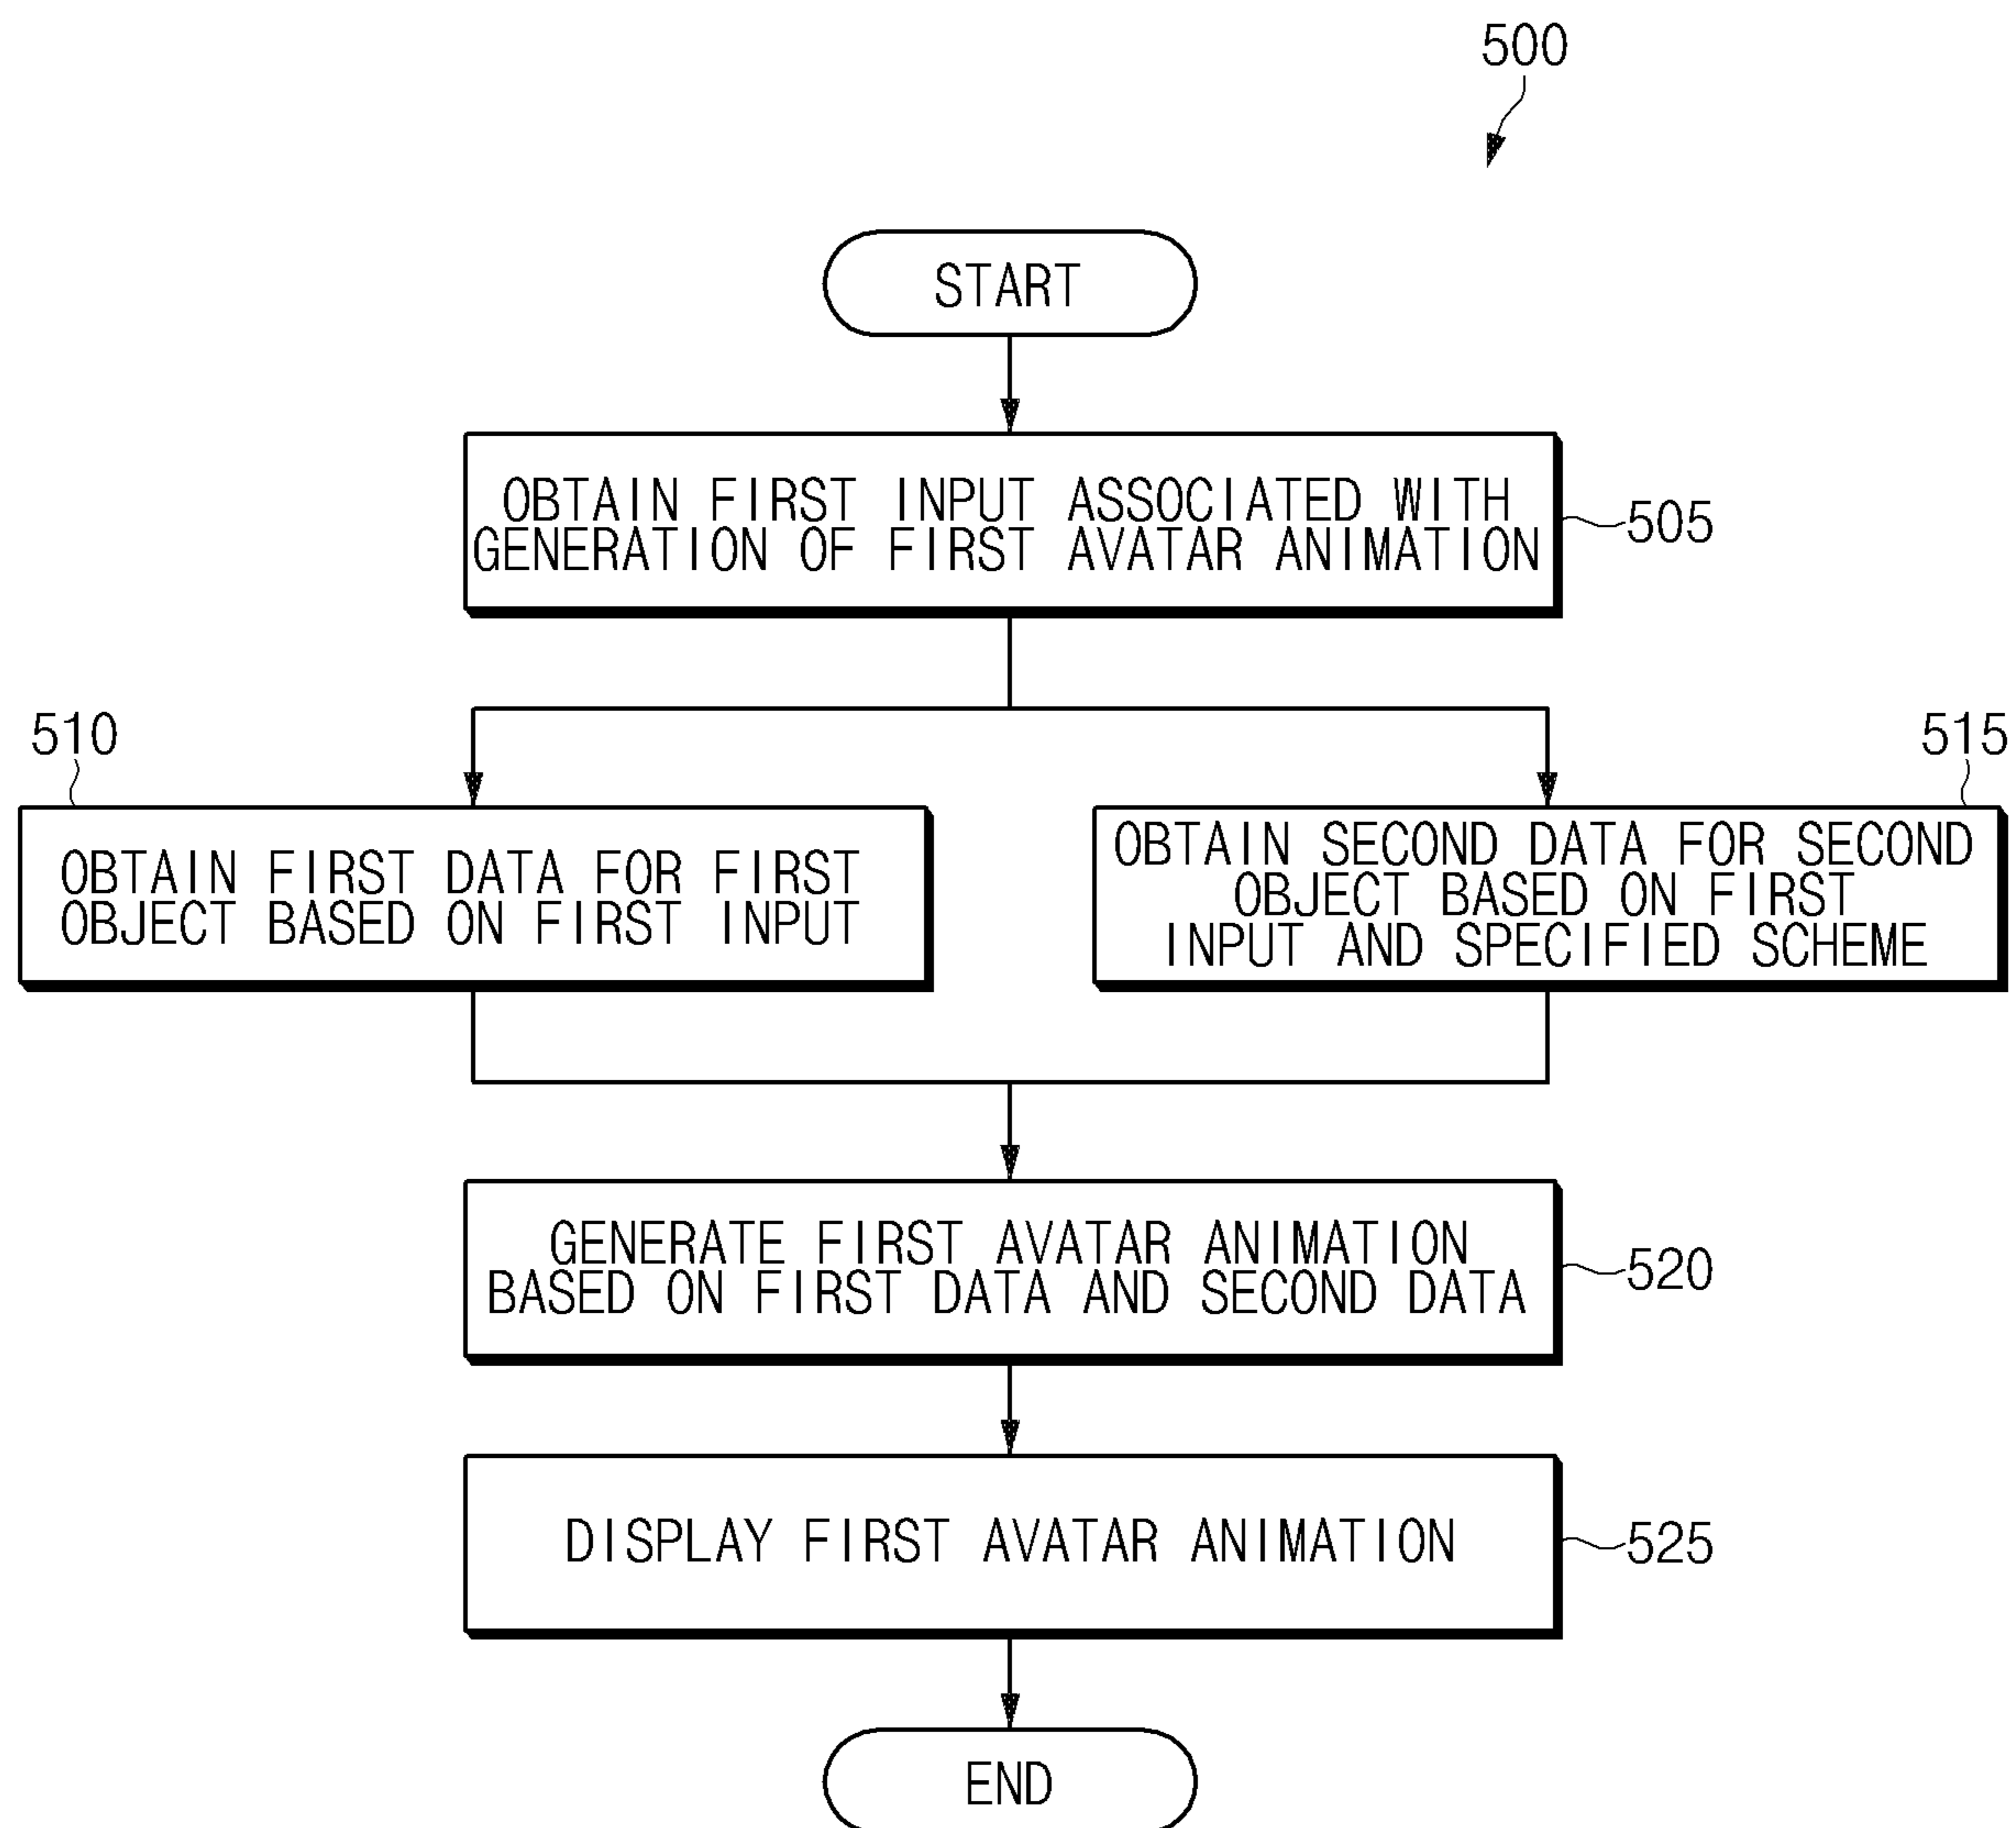 500
START
OBTAIN FIRST INPUT ASSOCIATED WITH
GENERATION OF FIRST AVATAR ANIMATION
505
510
515
OBTAIN FIRST DATA FOR FIRST
OBJECT BASED ON FIRST INPUT
OBTAIN SECOND DATA FOR SECOND
OBJECT BASED ON FIRST
INPUT AND SPECIFIED SCHEME
GENERATE FIRST AVATAR ANIMATION
BASED ON FIRST DATA AND SECOND DATA
520
DISPLAY FIRST AVATAR ANIMATION
525
END